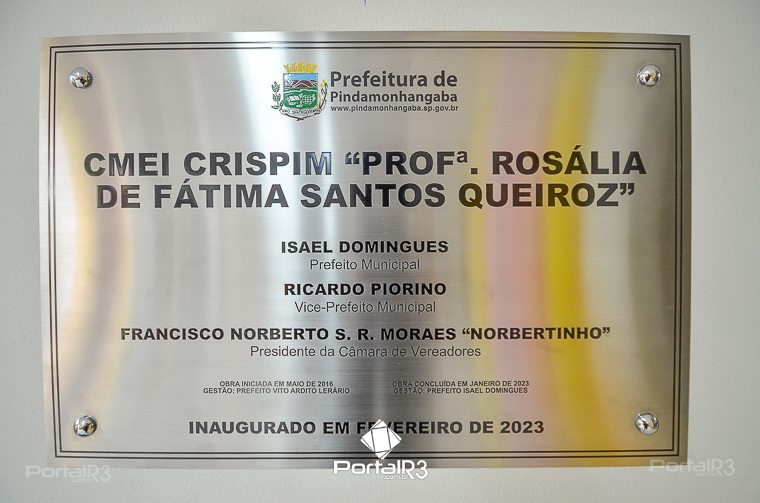 Prefeitura de
Pindamonhangaba
www.pindamonhangaba.sp.gov.br
CMEI CRISPIM “PROFª. ROSÁLIA
DE FÁTIMA SANTOS QUEIROZ”
ISAEL DOMINGUES
Prefeito Municipal
RICARDO PIORINO
Vice-Prefeito Municipal
FRANCISCO NORBERTO S. R. MORAES “NORBERTINHO”
Presidente da Câmara de Vereadores
OBRA INICIADA EM MAIO DE 2016
GESTÃO: PREFEITO VITO ARDITO LERÁRIO
OBRA CONCLUÍDA EM JANEIRO DE 2023
GESTÃO: PREFEITO ISAEL DOMINGUES
INAUGURADO EM FEVEREIRO DE 2023
PortalR3
PortalR3
.com.br
PortalR3